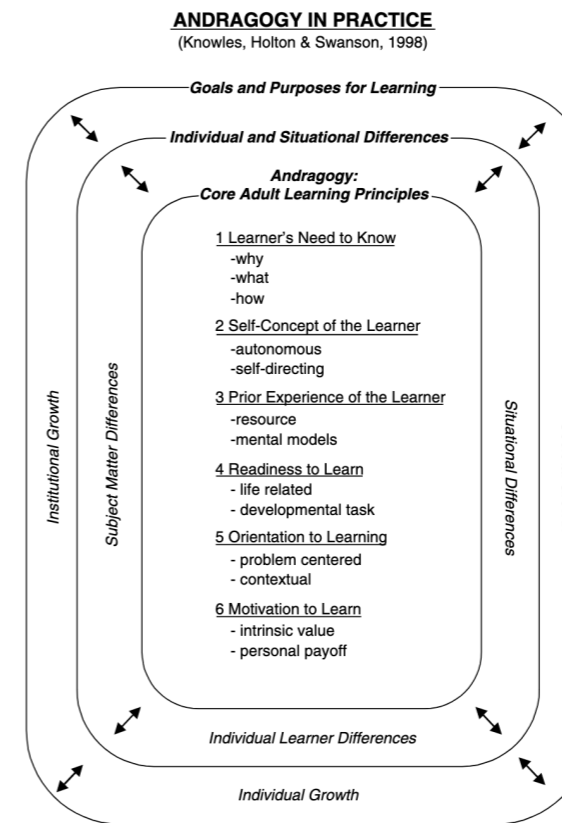 ANDRAGOGY IN PRACTICE
(Knowles, Holton & Swanson, 1998)
Goals and Purposes for Learning
Individual and Situational Differences
Andragogy:
Core Adult Learning Principles
1 Learner's Need to Know
-why
-what
-how
2 Self-Concept of the Learner
-autonomous
-self-directing
3 Prior Experience of the Learner
-resource
-mental models
4 Readiness to Learn
- life related
- developmental task
5 Orientation to Learning
- problem centered
- contextual
6 Motivation to Learn
- intrinsic value
- personal payoff
Institutional Growth
Subject Matter Differences
Situational Differences
Individual Learner Differences
Individual Growth